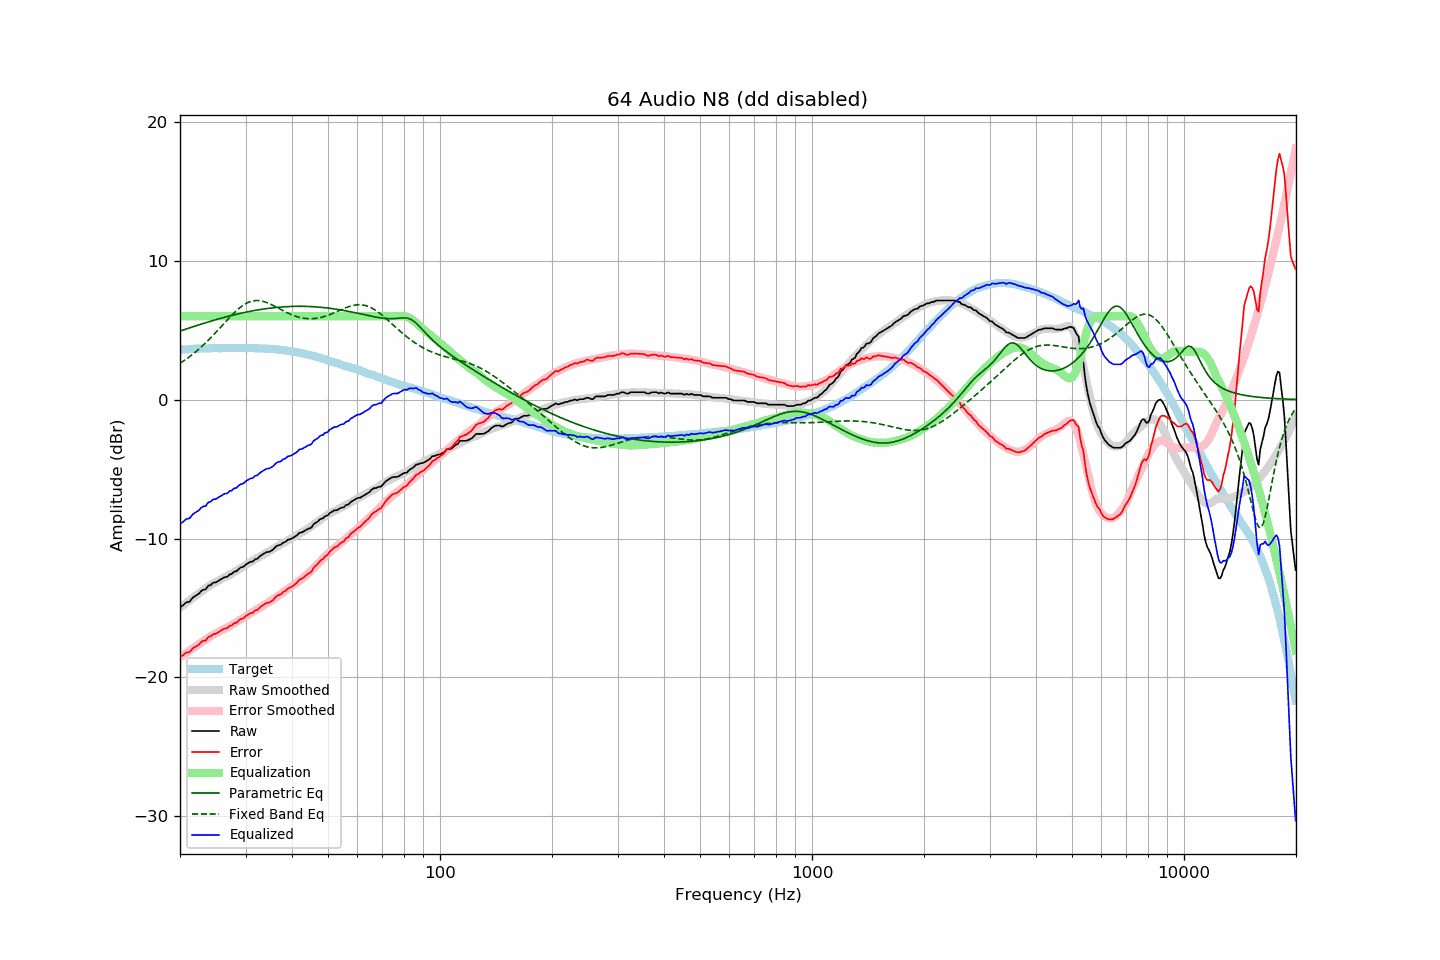 64 Audio N8 (dd disabled)
20
10
0
−10
−20
−30
Amplitude (dBr)
Target
Raw Smoothed
Error Smoothed
Raw
Error
Equalization
Parametric Eq
Fixed Band Eq
Equalized
100
1000
10000
Frequency (Hz)